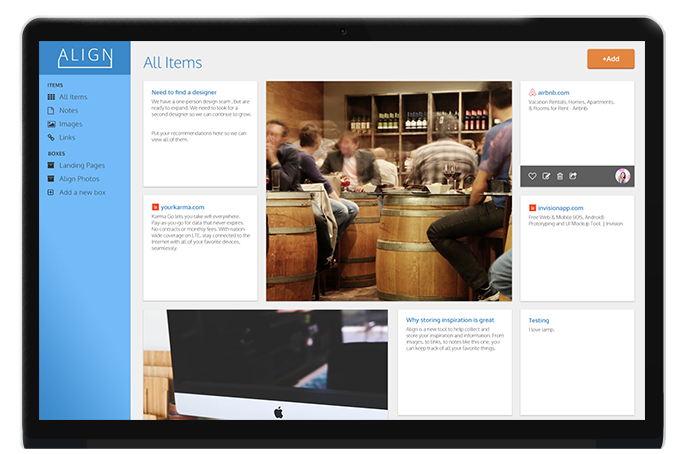 ALIGN
ITEMS
All Items
Notes
Images
Links
BOXES
Landing Pages
Align Photos
Add a new box
All Items
+Add
Need to find a designer
We have a one person design team , but are
ready to expand. We need to look for a
second designer so we can continue to grow.
Put your recommendations here so we can
view all of them.
airbnb.com
Vacation Rentals, Homes, Apartments,
& Rooms for Rent - Airbnb
yourkarma.com
Karma Go lets you take wifi everywhere.
Pay-as-you-go for data that never expires.
No contracts or monthly fees. With nation-
wide coverage on LTE, stay connected to the
Internet with all of your favorite devices,
seamlessly.
invisionapp.com
Free Web & Mobile (iOS, Android)
Prototyping and UI Mockup Tool | Invision
Why storing inspiration is great
Align is a new tool to help collect and
store your inspiration and information. From
images, to links, to notes like this one, you
can keep track of all your favorite things.
Testing
I love lamp.